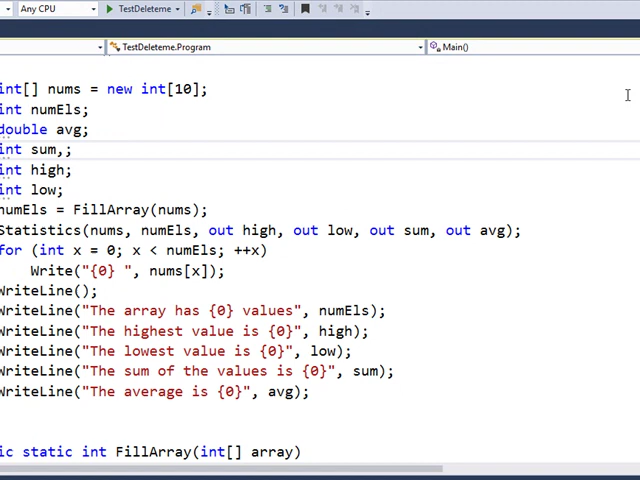 Any CPU TestDeleteme
TestDeleteme.Program Main()
int[] nums = new int[10];
int numEls;
double avg;
int sum,;
int high;
int low;
numEls = FillArray(nums);
Statistics(nums, numEls, out high, out low, out sum, out avg);
for (int x = 0; x < numEls; ++x)
Write("{0} ", nums[x]);
WriteLine();
WriteLine("The array has {0} values", numEls);
WriteLine("The highest value is {0}", high);
WriteLine("The lowest value is {0}", low);
WriteLine("The sum of the values is {0}", sum);
WriteLine("The average is {0}", avg);
ic static int FillArray(int[] array)